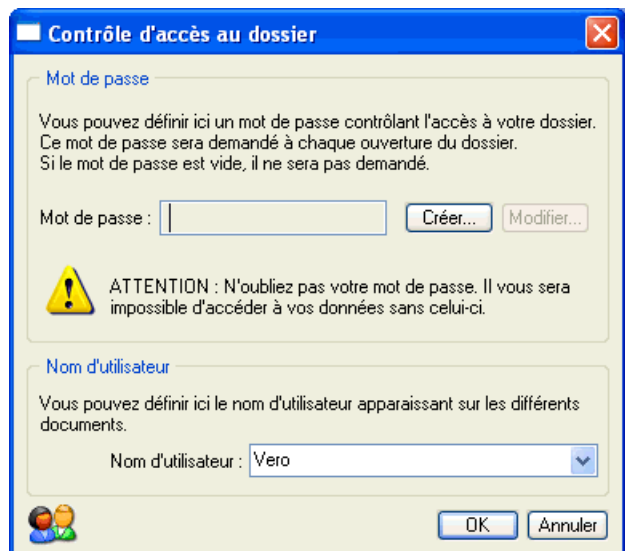 Contrôle d'accès au dossier
Mot de passe
Vous pouvez définir ici un mot de passe contrôlant l'accès à votre dossier.
Ce mot de passe sera demandé à chaque ouverture du dossier.
Si le mot de passe est vide, il ne sera pas demandé.
Mot de passe : Créer... Modifier...
ATTENTION : N'oubliez pas votre mot de passe. Il vous sera
impossible d'accéder à vos données sans celui-ci.
Nom d'utilisateur
Vous pouvez définir ici le nom d'utilisateur apparaissant sur les différents
documents.
Nom d'utilisateur : Vero
OK Annuler